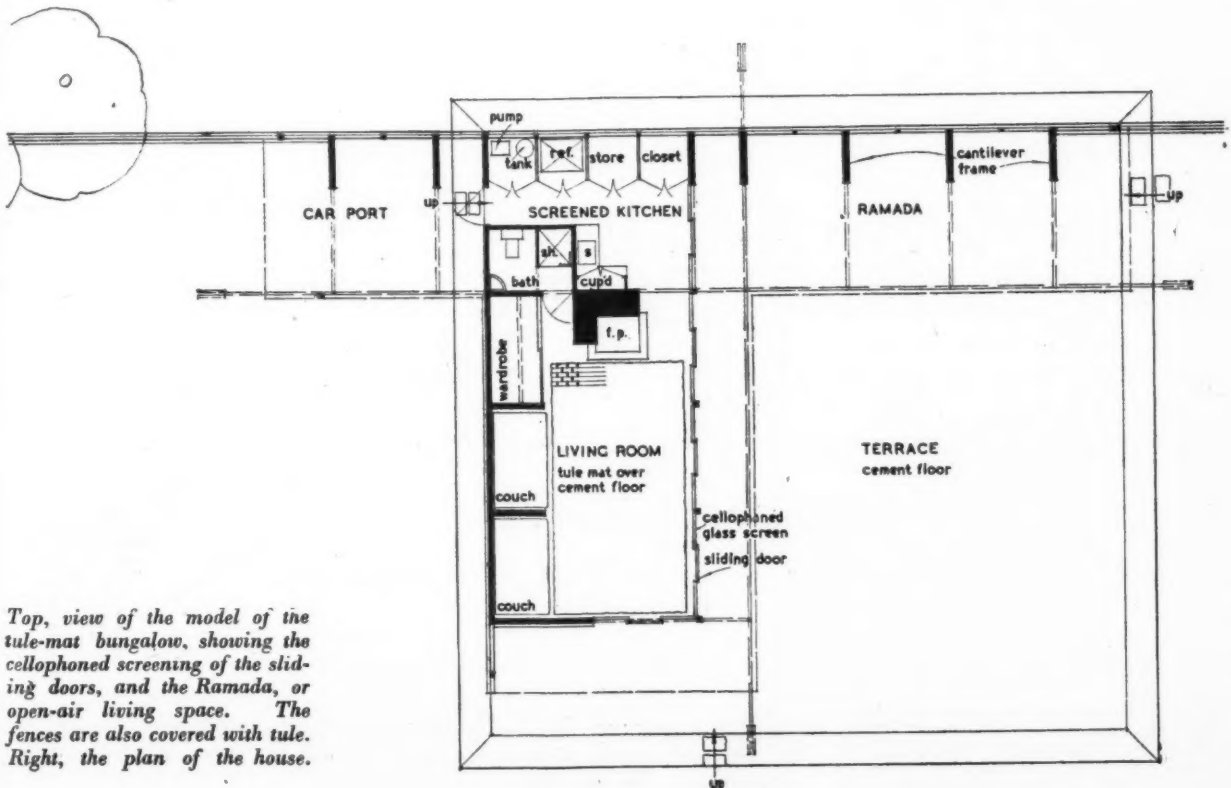 pump
tank
ref.
store
closet
cantilever
frame
up
CAR PORT
SCREENED KITCHEN
RAMADA
up
sh.
s
bath
cup'd
f.p.
wardrobe
LIVING ROOM
tule mat over
cement floor
TERRACE
cement floor
couch
cellophaned
glass screen
sliding door
couch
Top, view of the model of the
tule-mat bungalow, showing the
cellophoned screening of the slid-
ing doors, and the Ramada, or
open-air living space. The
fences are also covered with tule.
Right, the plan of the house.
up